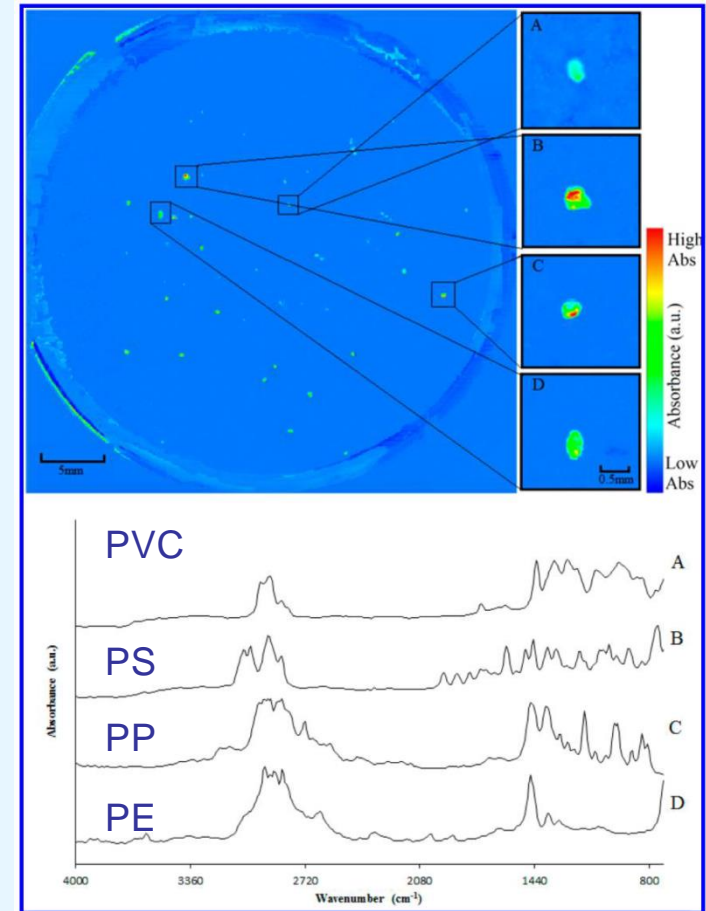 A
B
High
Abs
C
Absorbance (a.u.)
D
Low
Abs
5mm
0.5mm
PVC
A
PS
B
PP
C
PE
D
Absorbance (a.u.)
4000
3360
2720
2080
1440
800
Wavenumber (cm⁻¹)